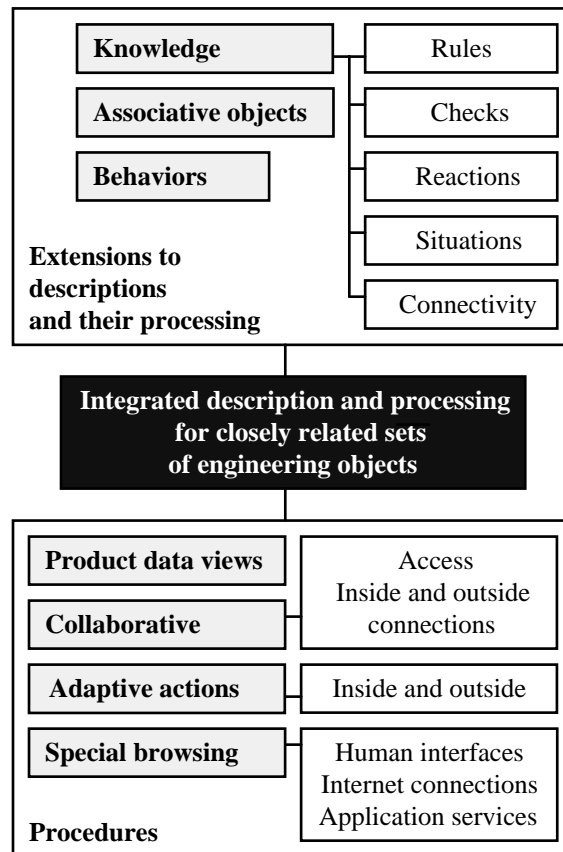 Knowledge
Rules
Associative objects
Checks
Behaviors
Reactions
Situations
Extensions to
descriptions
and their processing
Connectivity
Integrated description and processing
for closely related sets
of engineering objects
Product data views
Access
Inside and outside
connections
Collaborative
Adaptive actions
Inside and outside
Special browsing
Human interfaces
Internet connections
Application services
Procedures